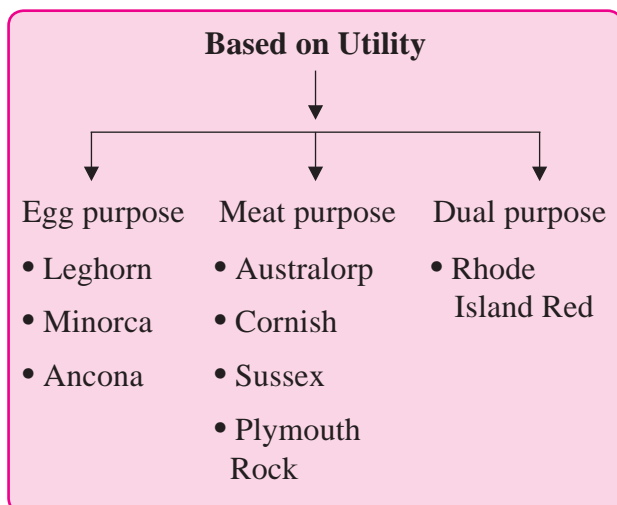 Based on Utility
Egg purpose
• Leghorn
• Minorca
• Ancona
Meat purpose
• Australorp
• Cornish
• Sussex
• Plymouth
Rock
Dual purpose
• Rhode
Island Red